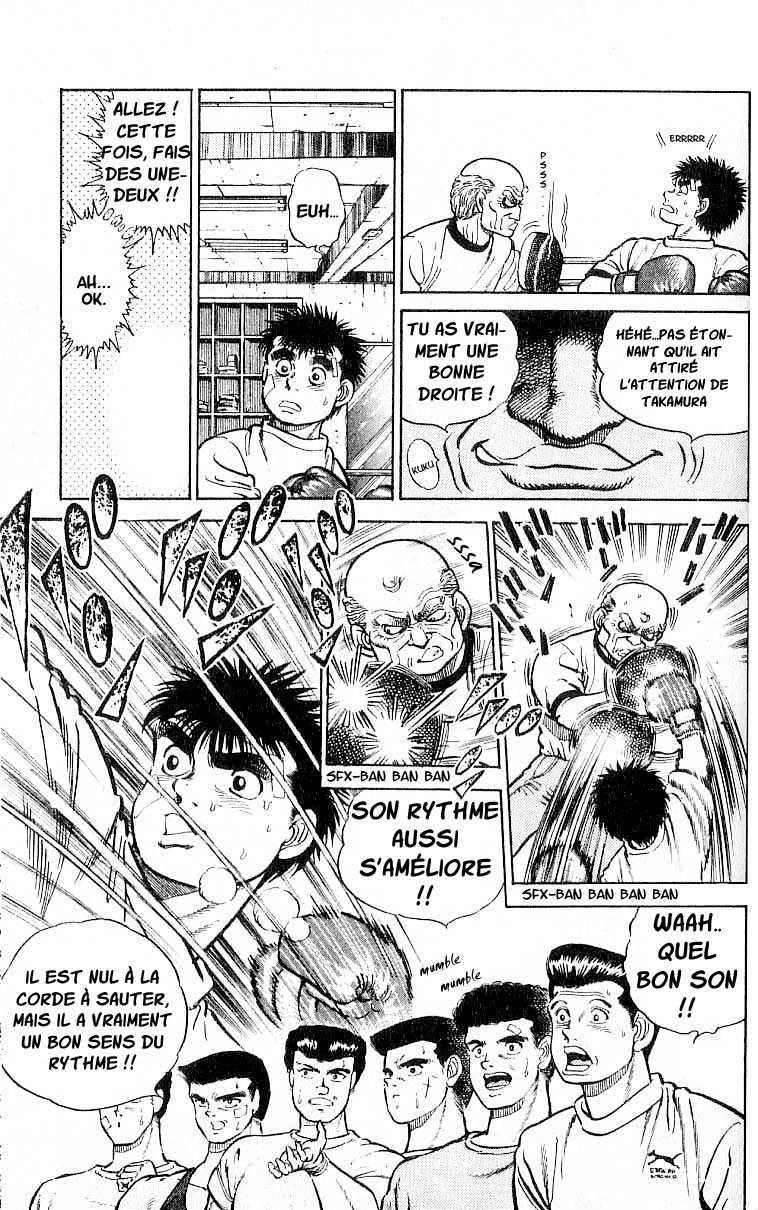 ERRRRR
PSSS
HÉHÉ...PAS ÉTON-
NANT QU'IL AIT
ATTIRÉ
L'ATTENTION DE
TAKAMURA
TU AS VRAI-
MENT UNE
BONNE
DROITE !
KUKU
EUH...
ALLEZ !
CETTE
FOIS, FAIS
DES UNE-
DEUX !!
AH...
OK.
SFX-BAN BAN BAN BAN
SSSA
SFX-BAN BAN BAN
SON RYTHME
AUSSI
S'AMÉLIORE
!!
WAAH..
QUEL
BON SON
!!
mumble
mumble
IL EST NUL À LA
CORDE À SAUTER,
MAIS IL A VRAIMENT
UN BON SENS DU
RYTHME !!